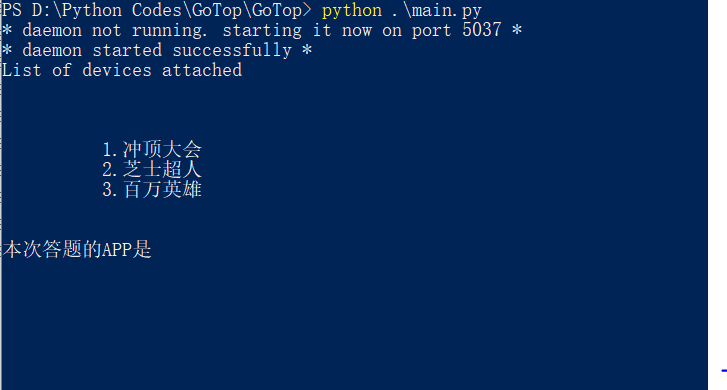 PS D:\Python Codes\GoTop\GoTop> python .\main.py
* daemon not running. starting it now on port 5037 *
* daemon started successfully *
List of devices attached
1.冲顶大会
2.芝士超人
3.百万英雄
本次答题的APP是